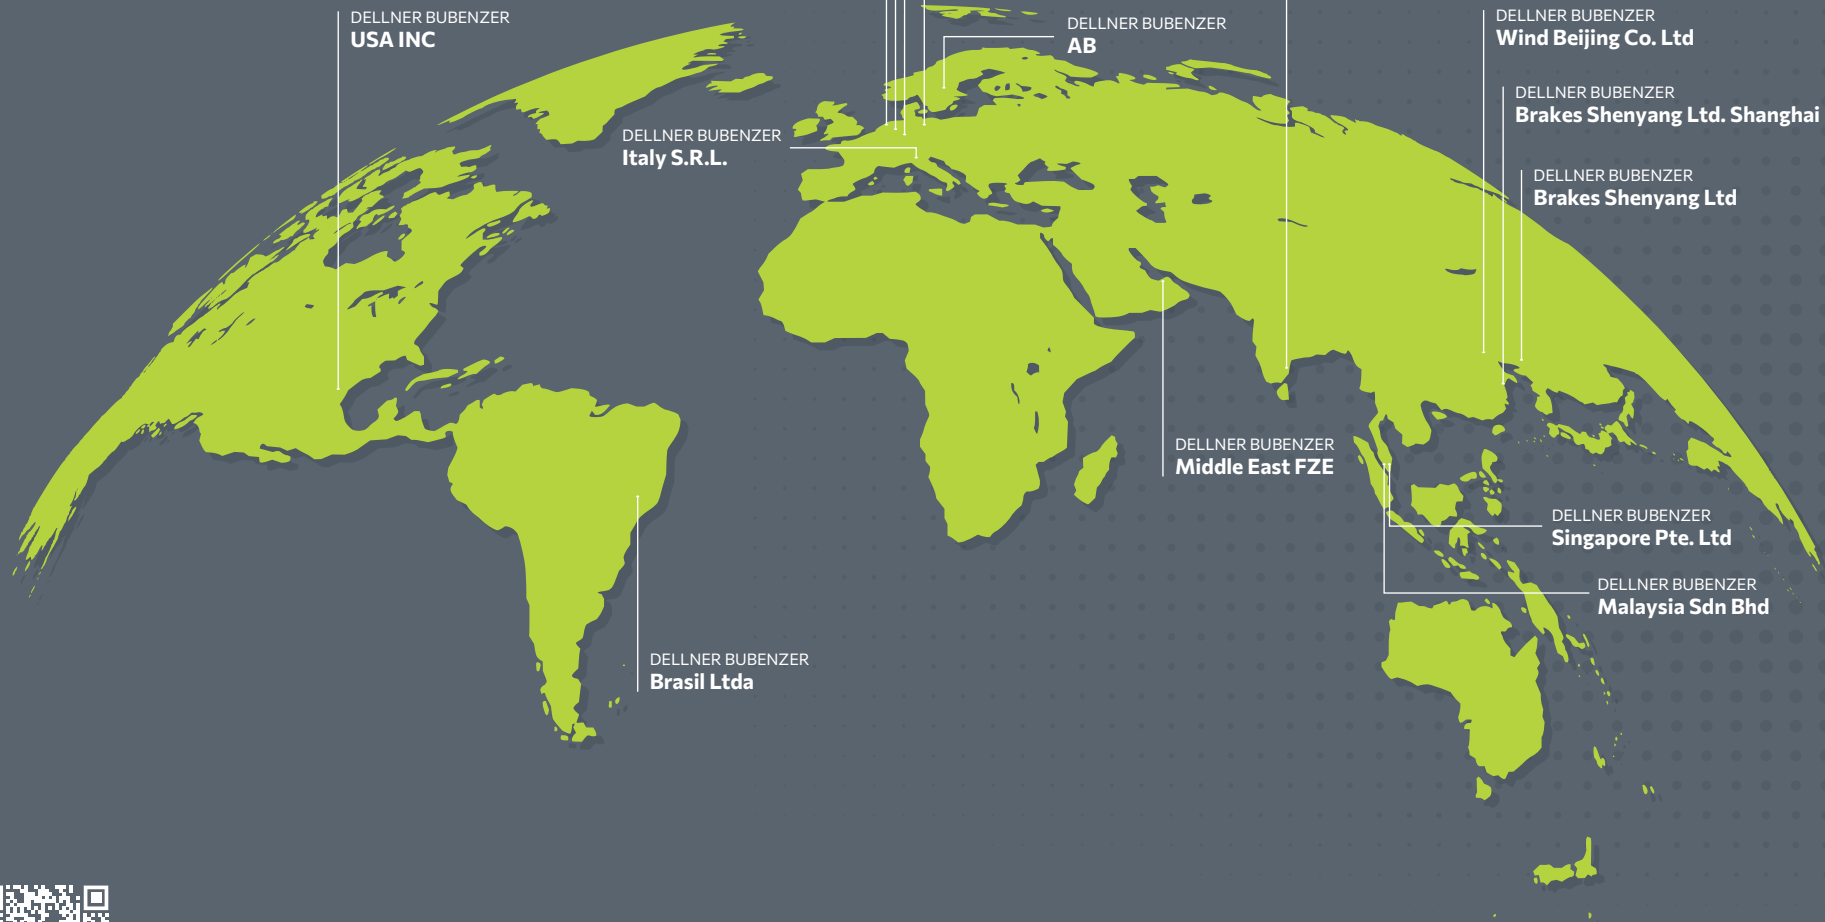 DELLNER BUBENZER
USA INC
DELLNER BUBENZER
AB
DELLNER BUBENZER
Wind Beijing Co. Ltd
DELLNER BUBENZER
Brakes Shenyang Ltd. Shanghai
DELLNER BUBENZER
Italy S.R.L.
DELLNER BUBENZER
Brakes Shenyang Ltd
DELLNER BUBENZER
Middle East FZE
DELLNER BUBENZER
Singapore Pte. Ltd
DELLNER BUBENZER
Malaysia Sdn Bhd
DELLNER BUBENZER
Brasil Ltda